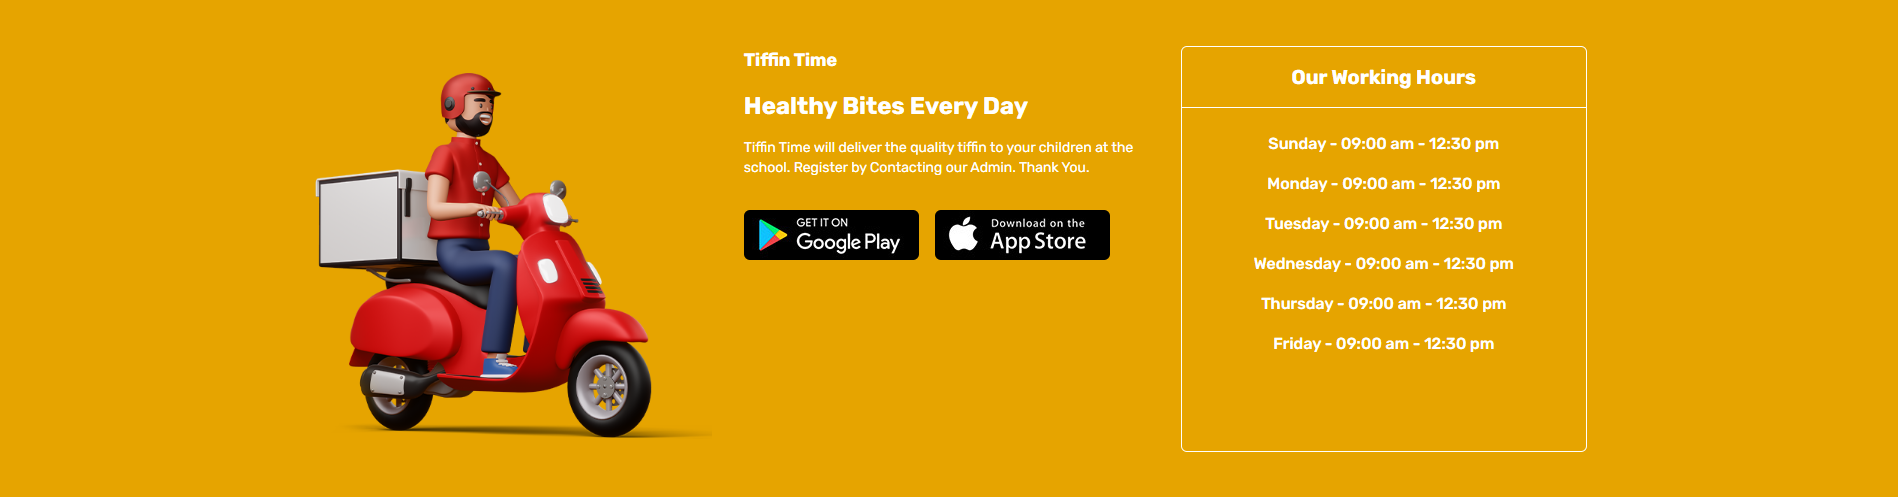 Tiffin Time
Healthy Bites Every Day
Tiffin Time will deliver the quality tiffin to your children at the
school. Register by Contacting our Admin. Thank You.
GET IT ON
Google Play
Download on the
App Store
Our Working Hours
Sunday - 09:00 am - 12:30 pm
Monday - 09:00 am - 12:30 pm
Tuesday - 09:00 am - 12:30 pm
Wednesday - 09:00 am - 12:30 pm
Thursday - 09:00 am - 12:30 pm
Friday - 09:00 am - 12:30 pm